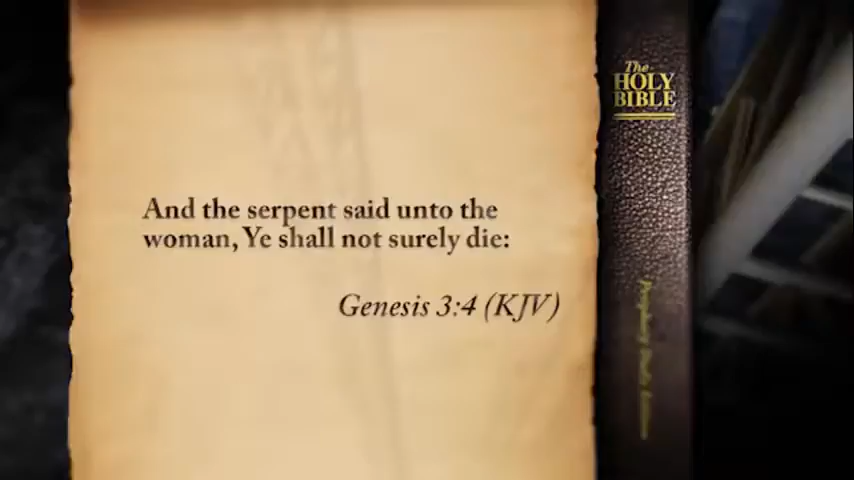 And the serpent said unto the
woman, Ye shall not surely die:
Genesis 3:4 (KJV)
The
HOLY
BIBLE